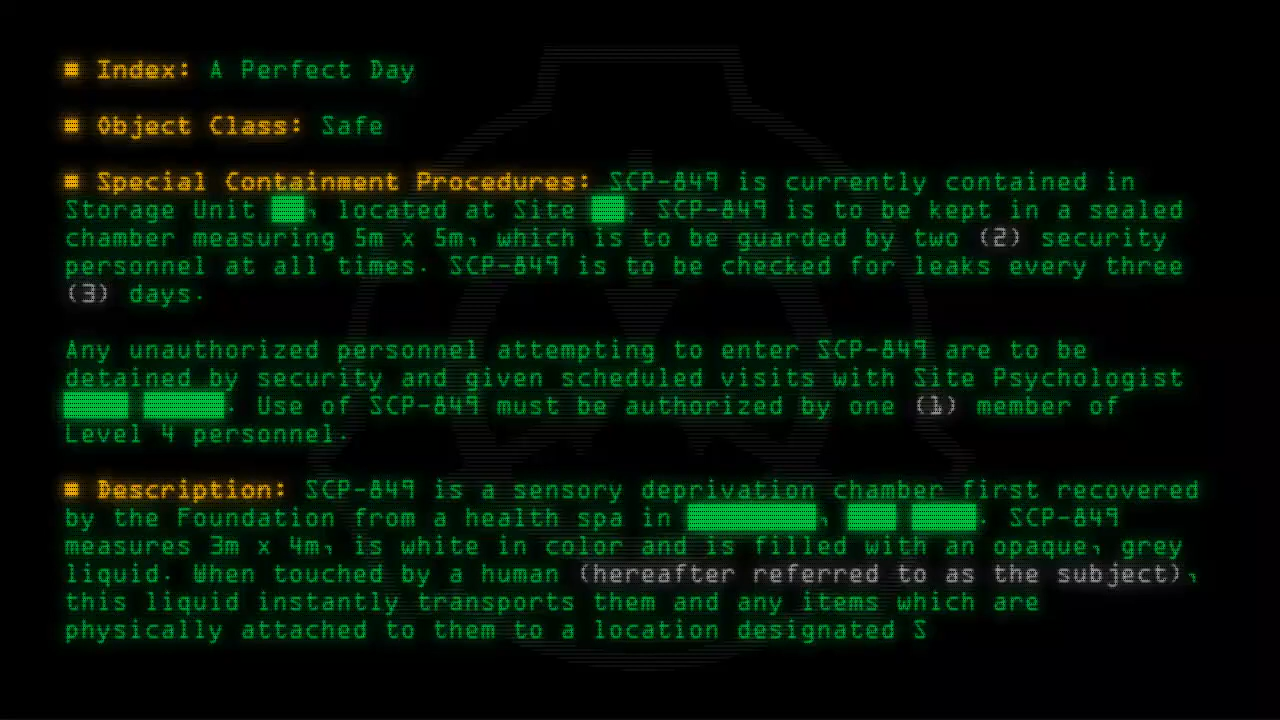 ■ Index: A Perfect Day
■ Object Class: Safe
■ Special Containment Procedures: SCP-849 is currently contained in
Storage Unit ██, located at Site ██. SCP-849 is to be kept in a sealed
chamber measuring 5m x 5m, which is to be guarded by two (2) security
personnel at all times. SCP-849 is to be checked for leaks every three
(3) days.
Any unauthorized personnel attempting to enter SCP-849 are to be
detained by security and given scheduled visits with Site Psychologist
████ █████. Use of SCP-849 must be authorized by one (1) member of
Level 4 personnel.
■ Description: SCP-849 is a sensory deprivation chamber first recovered
by the Foundation from a health spa in ████████, ███ ████. SCP-849
measures 3m x 4m, is white in color and is filled with an opaque, grey
liquid. When touched by a human (hereafter referred to as the subject),
this liquid instantly transports them and any items which are
physically attached to them to a location designated S